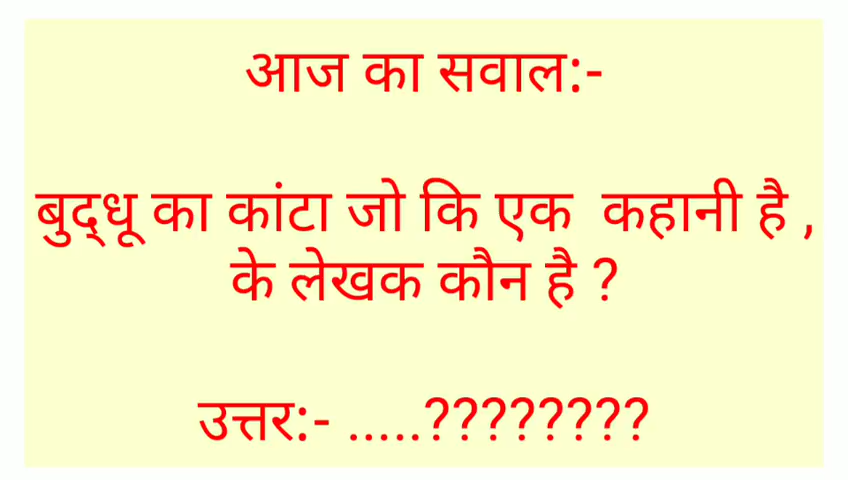 आज का सवाल:-
बुद्धू का कांटा जो कि एक कहानी है ,
के लेखक कौन है ?
उत्तर:- .....????????